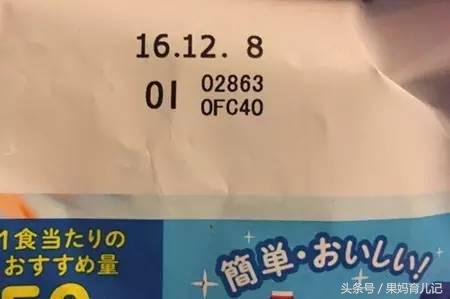 16.12. 8
01 02863
0FC40
1食当たりの
おすすめ量
簡単・おいしい!
头条号 / 果妈育儿记